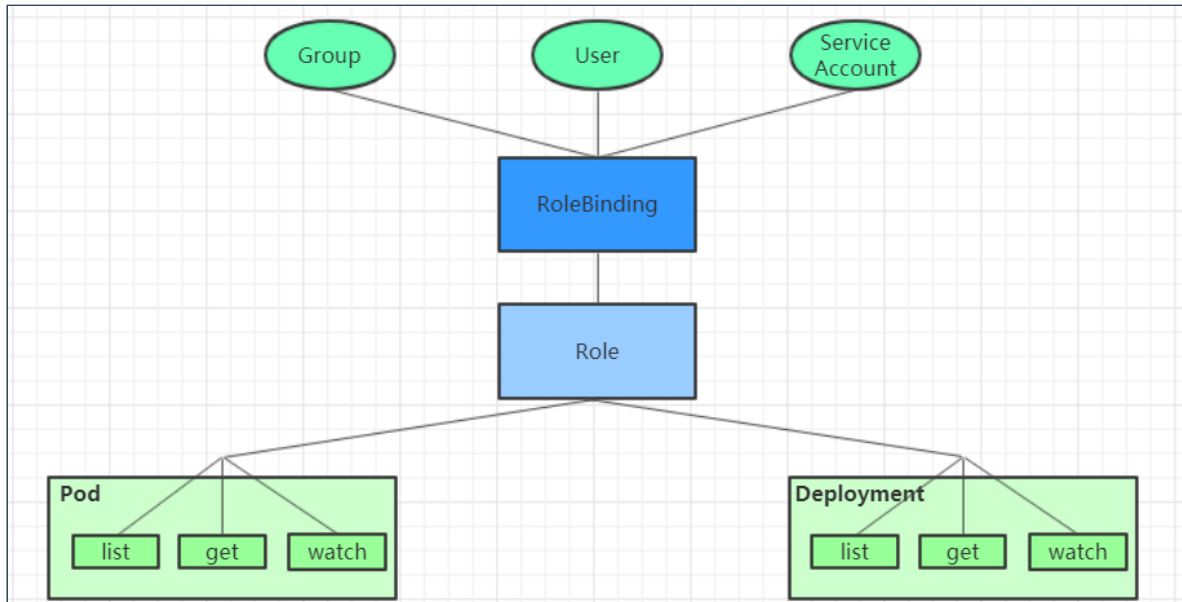 Group
User
Service
Account
RoleBinding
Role
Pod
list
get
watch
Deployment
list
get
watch